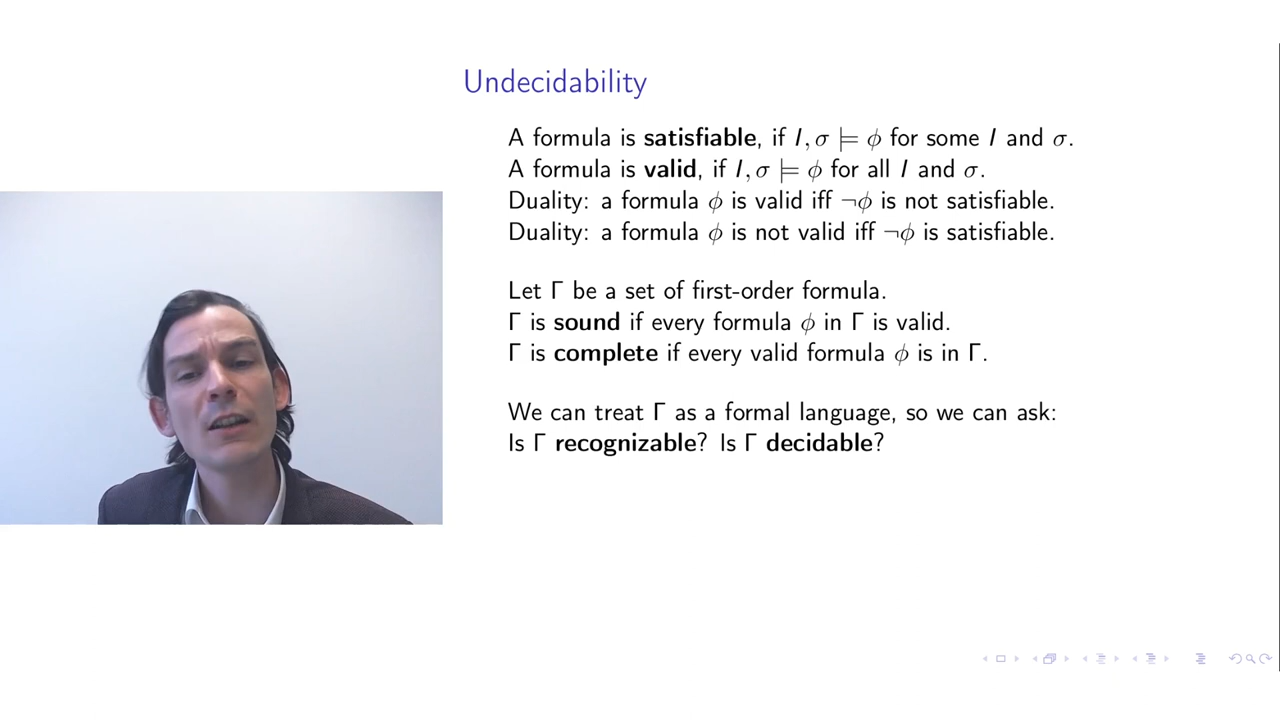 Undecidability
A formula is satisfiable, if I, σ ⊨ ϕ for some I and σ.
A formula is valid, if I, σ ⊨ ϕ for all I and σ.
Duality: a formula ϕ is valid iff ¬ϕ is not satisfiable.
Duality: a formula ϕ is not valid iff ¬ϕ is satisfiable.
Let Γ be a set of first-order formula.
Γ is sound if every formula ϕ in Γ is valid.
Γ is complete if every valid formula ϕ is in Γ.
We can treat Γ as a formal language, so we can ask:
Is Γ recognizable? Is Γ decidable?